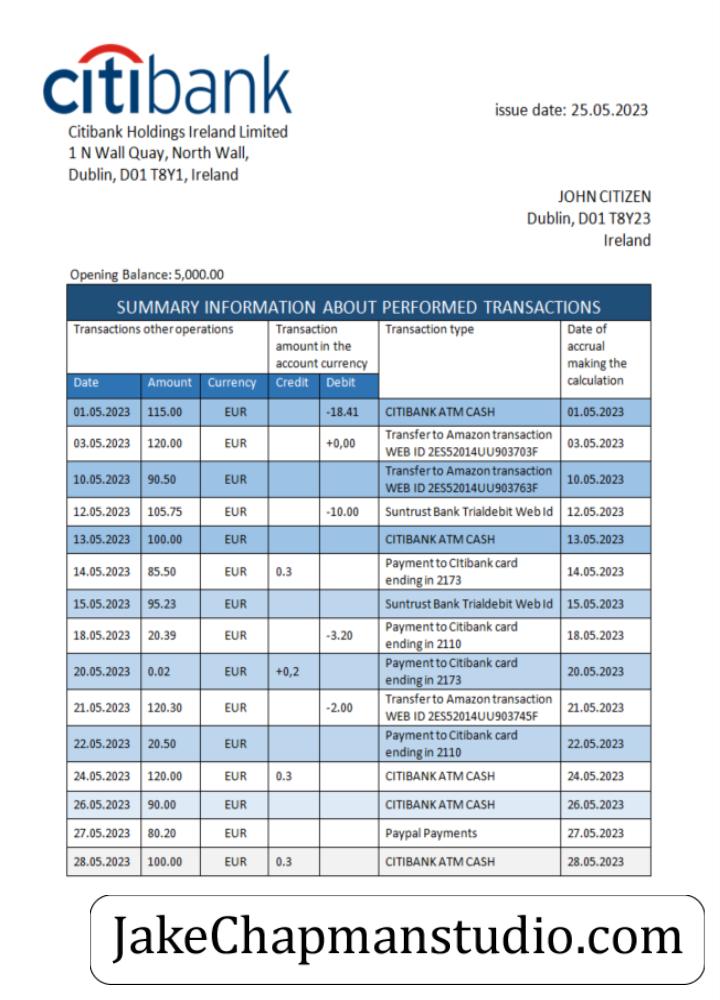 citibank
issue date: 25.05.2023
Citibank Holdings Ireland Limited
1 N Wall Quay, North Wall,
Dublin, D01 T8Y1, Ireland
JOHN CITIZEN
Dublin, D01 T8Y23
Ireland
Opening Balance: 5,000.00
SUMMARY INFORMATION ABOUT PERFORMED TRANSACTIONS
Transactions other operations
Transaction
amount in the
account currency
Transaction type
Date of
accrual
making the
calculation
Date Amount Currency Credit Debit
01.05.2023 115.00 EUR -18.41 CITIBANK ATM CASH 01.05.2023
03.05.2023 120.00 EUR +0,00 Transfer to Amazon transaction 03.05.2023
WEB ID 2ES52014UU903703F
10.05.2023 90.50 EUR Transfer to Amazon transaction 10.05.2023
WEB ID 2ES52014UU903763F
12.05.2023 105.75 EUR -10.00 Suntrust Bank Trialdebit Web Id 12.05.2023
13.05.2023 100.00 EUR CITIBANK ATM CASH 13.05.2023
14.05.2023 85.50 EUR 0.3 Payment to CItibank card 14.05.2023
ending in 2173
15.05.2023 95.23 EUR Suntrust Bank Trialdebit Web Id 15.05.2023
18.05.2023 20.39 EUR -3.20 Payment to Citibank card 18.05.2023
ending in 2110
20.05.2023 0.02 EUR +0,2 Payment to Citibank card 20.05.2023
ending in 2173
21.05.2023 120.30 EUR -2.00 Transfer to Amazon transaction 21.05.2023
WEB ID 2ES52014UU903745F
22.05.2023 20.50 EUR Payment to Citibank card 22.05.2023
ending in 2110
24.05.2023 120.00 EUR 0.3 CITIBANK ATM CASH 24.05.2023
26.05.2023 90.00 EUR CITIBANK ATM CASH 26.05.2023
27.05.2023 80.20 EUR Paypal Payments 27.05.2023
28.05.2023 100.00 EUR 0.3 CITIBANK ATM CASH 28.05.2023
JakeChapmanstudio.com